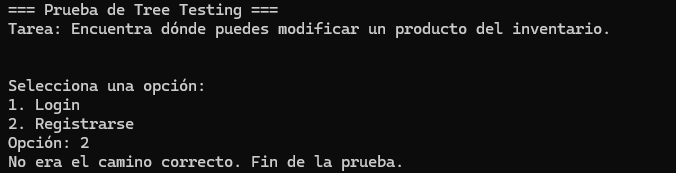 === Prueba de Tree Testing ===
Tarea: Encuentra dónde puedes modificar un producto del inventario.
Selecciona una opción:
1. Login
2. Registrarse
Opción: 2
No era el camino correcto. Fin de la prueba.